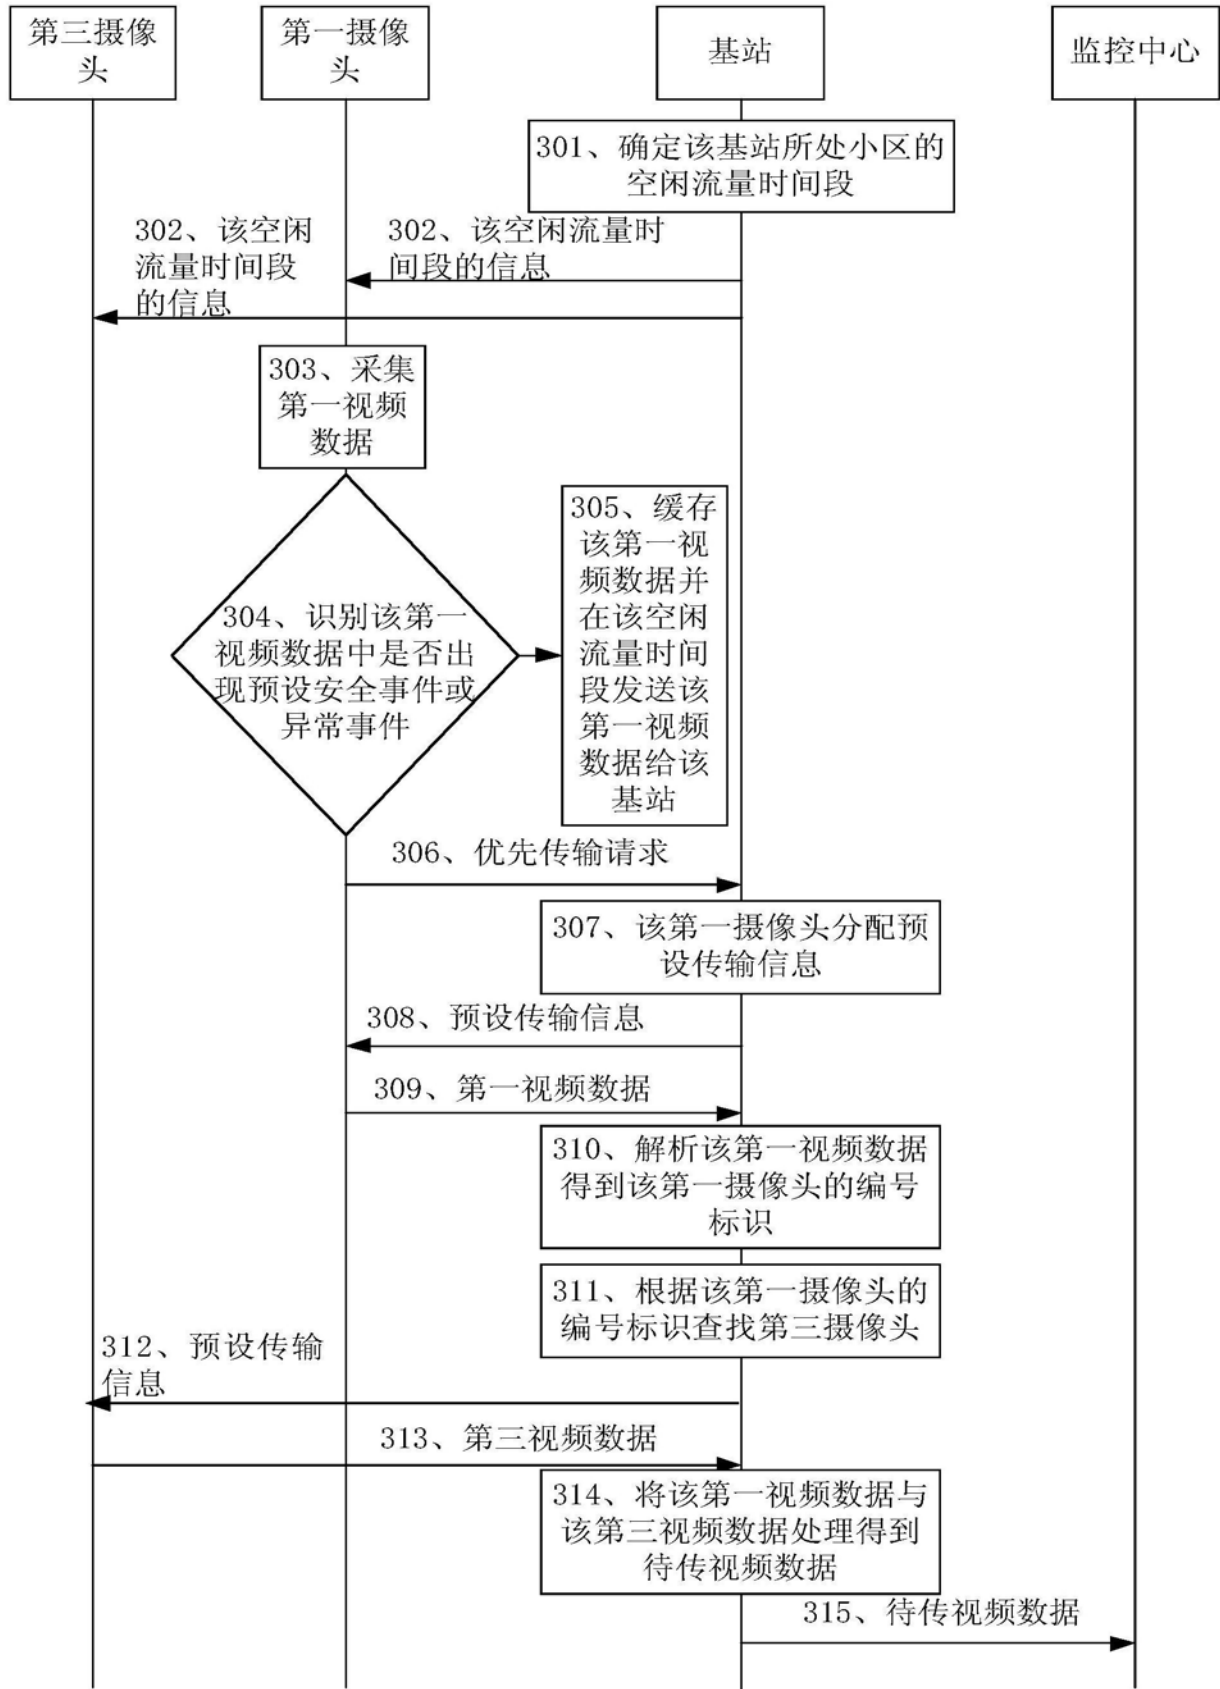 第三摄像
头
第一摄像
头
基站
监控中心
301、确定该基站所处小区的
空闲流量时间段
302、该空闲
流量时间段
的信息
302、该空闲流量时
间段的信息
303、采集
第一视频
数据
304、识别该第一
视频数据中是否出
现预设安全事件或
异常事件
305、缓存
该第一视
频数据并
在该空闲
流量时间
段发送该
第一视频
数据给该
基站
306、优先传输请求
307、该第一摄像头分配预
设传输信息
308、预设传输信息
309、第一视频数据
310、解析该第一视频数据
得到该第一摄像头的编号
标识
311、根据该第一摄像头的
编号标识查找第三摄像头
312、预设传输
信息
313、第三视频数据
314、将该第一视频数据与
该第三视频数据处理得到
待传视频数据
315、待传视频数据